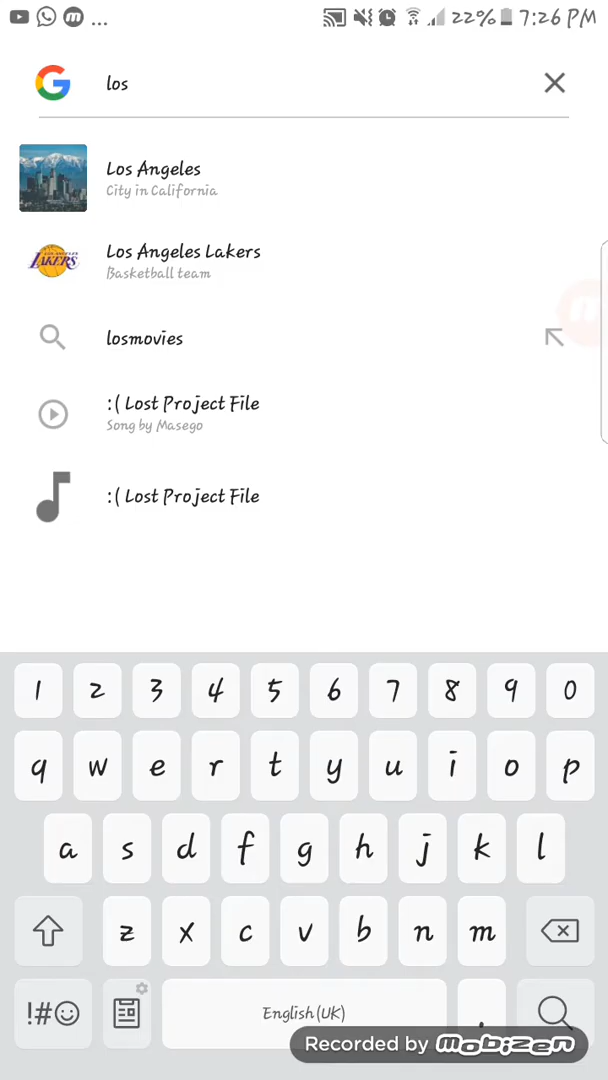 ... 22% 7:26 PM
los
Los Angeles
City in California
LAKERS
Los Angeles Lakers
Basketball team
losmovies
:( Lost Project File
Song by Masego
:( Lost Project File
1 2 3 4 5 6 7 8 9 0
q w e r t y u i o p
a s d f g h j k l
z x c v b n m
!#☺ English(UK) .
Recorded by mobizen